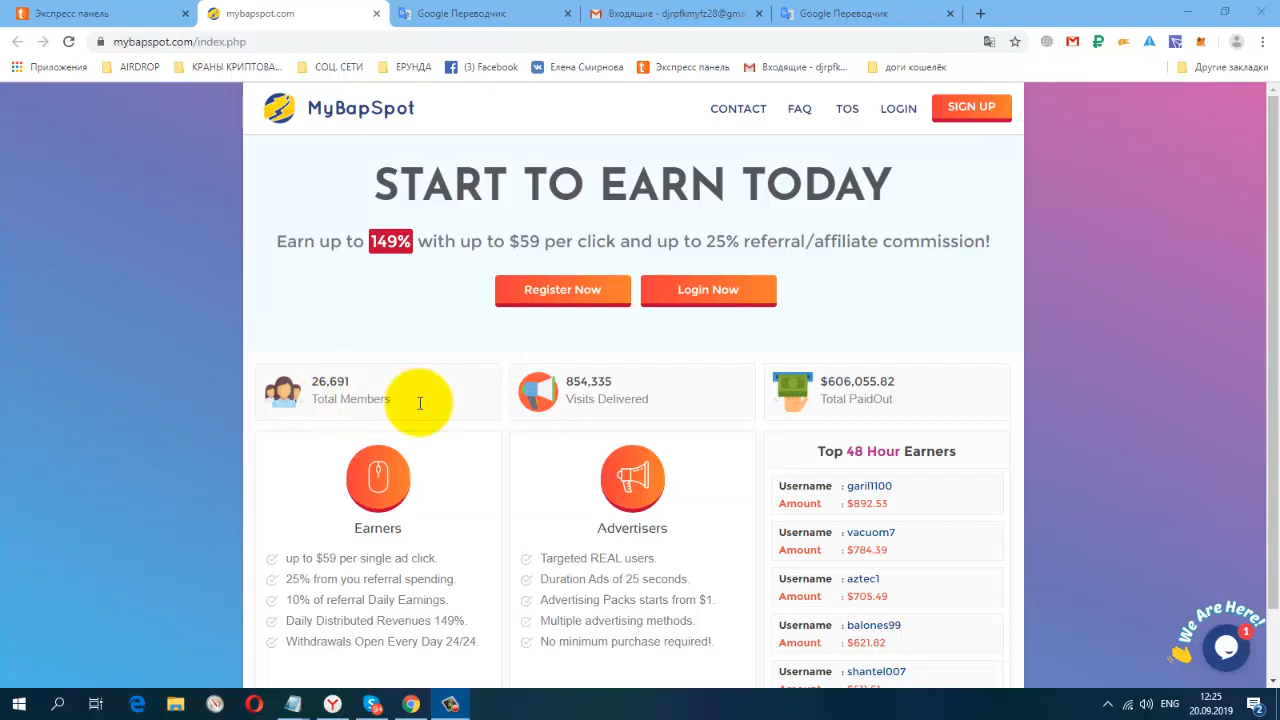 Экспресс панель
mybapspot.com
Google Переводчик
Входящие - djrpfkmyfz28@gma
Google Переводчик
mybapspot.com/index.php
Приложения
AIRDROP
КРАНЫ КРИПТОВА...
СОЦ. СЕТИ
ЕРУНДА
(3) Facebook
Елена Смирнова
Экспресс панель
Входящие - djrpfk...
доги кошелёк
Другие закладки
MyBapSpot
CONTACT
FAQ
TOS
LOGIN
SIGN UP
START TO EARN TODAY
Earn up to 149% with up to $59 per click and up to 25% referral/affiliate commission!
Register Now
Login Now
26,691
Total Members
854,335
Visits Delivered
$606,055.82
Total PaidOut
Earners
up to $59 per single ad click.
25% from you referral spending.
10% of referral Daily Earnings.
Daily Distributed Revenues 149%.
Withdrawals Open Every Day 24/24.
Advertisers
Targeted REAL users.
Duration Ads of 25 seconds.
Advertising Packs starts from $1.
Multiple advertising methods.
No minimum purchase required!.
Top 48 Hour Earners
Username : garil1100
Amount : $892.53
Username : vacuom7
Amount : $784.39
Username : aztec1
Amount : $705.49
Username : balones99
Amount : $621.82
Username : shantel007
We Are Here!
1
ENG
12:25
20.09.2019
2